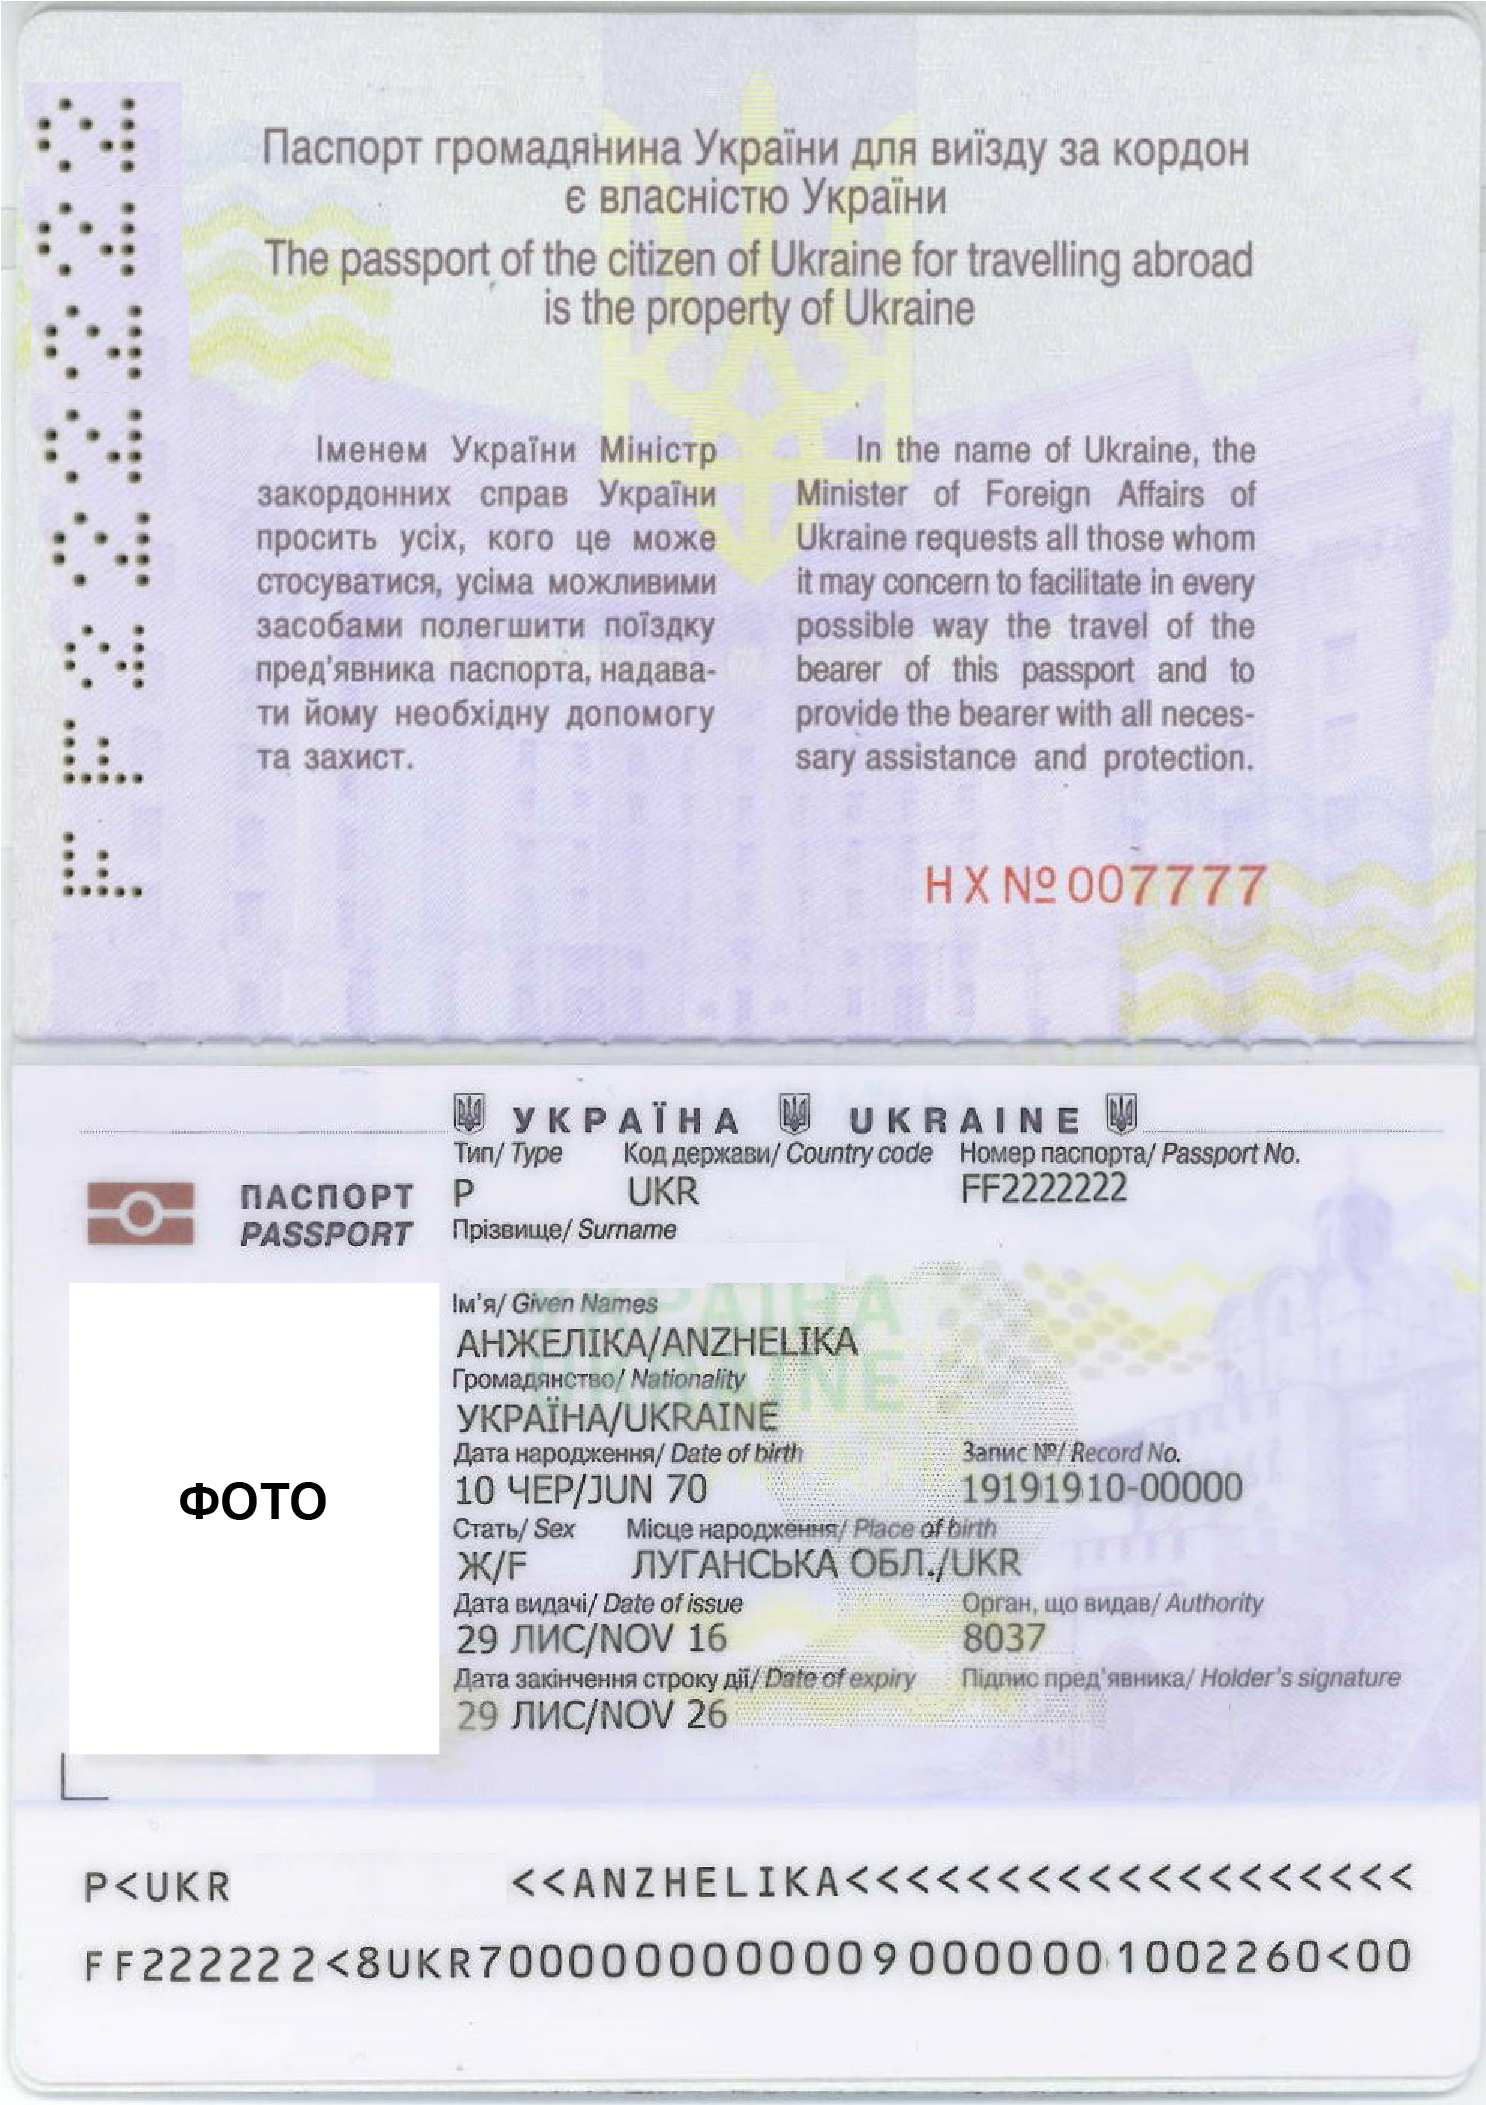 Паспорт громадянина України для виїзду за кордон
є власністю України
The passport of the citizen of Ukraine for travelling abroad
is the property of Ukraine
Іменем України Міністр
закордонних справ України
просить усіх, кого це може
стосуватися, усіма можливими
засобами полегшити поїздку
пред'явника паспорта, надава-
ти йому необхідну допомогу
та захист.
In the name of Ukraine, the
Minister of Foreign Affairs of
Ukraine requests all those whom
it may concern to facilitate in every
possible way the travel of the
bearer of this passport and to
provide the bearer with all neces-
sary assistance and protection.
НХ №007777
FF222222
УКРАЇНА UKRAINE
ПАСПОРТ
PASSPORT
Тип/ Type Код держави/ Country code Номер паспорта/ Passport No.
P UKR FF2222222
Прізвище/ Surname
Ім'я/ Given Names
АНЖЕЛІКА/ANZHELIKA
Громадянство/ Nationality
УКРАЇНА/UKRAINE
Дата народження/ Date of birth Запис №/ Record No.
10 ЧЕР/JUN 70 19191910-00000
Стать/ Sex Місце народження/ Place of birth
Ж/F ЛУГАНСЬКА ОБЛ./UKR
Дата видачі/ Date of issue Орган, що видав/ Authority
29 ЛИС/NOV 16 8037
Дата закінчення строку дії/ Date of expiry Підпис пред'явника/ Holder's signature
29 ЛИС/NOV 26
ФОТО
P<UKR <<ANZHELIKA<<<<<<<<<<<<<<<<<<<
FF222222<8UKR7000000000000900000001002260<00